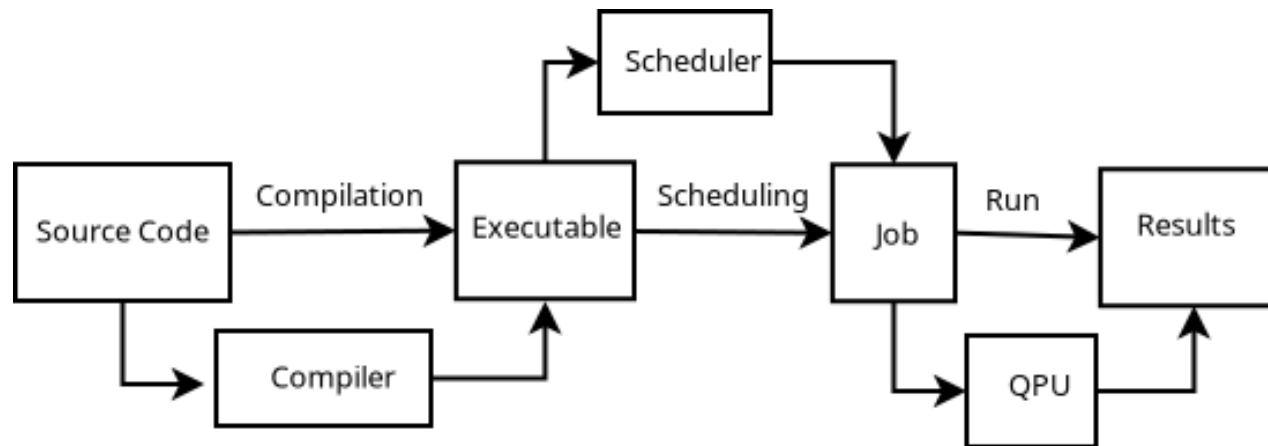 Scheduler
Compilation
Scheduling
Run
Source Code
Executable
Job
Results
Compiler
QPU